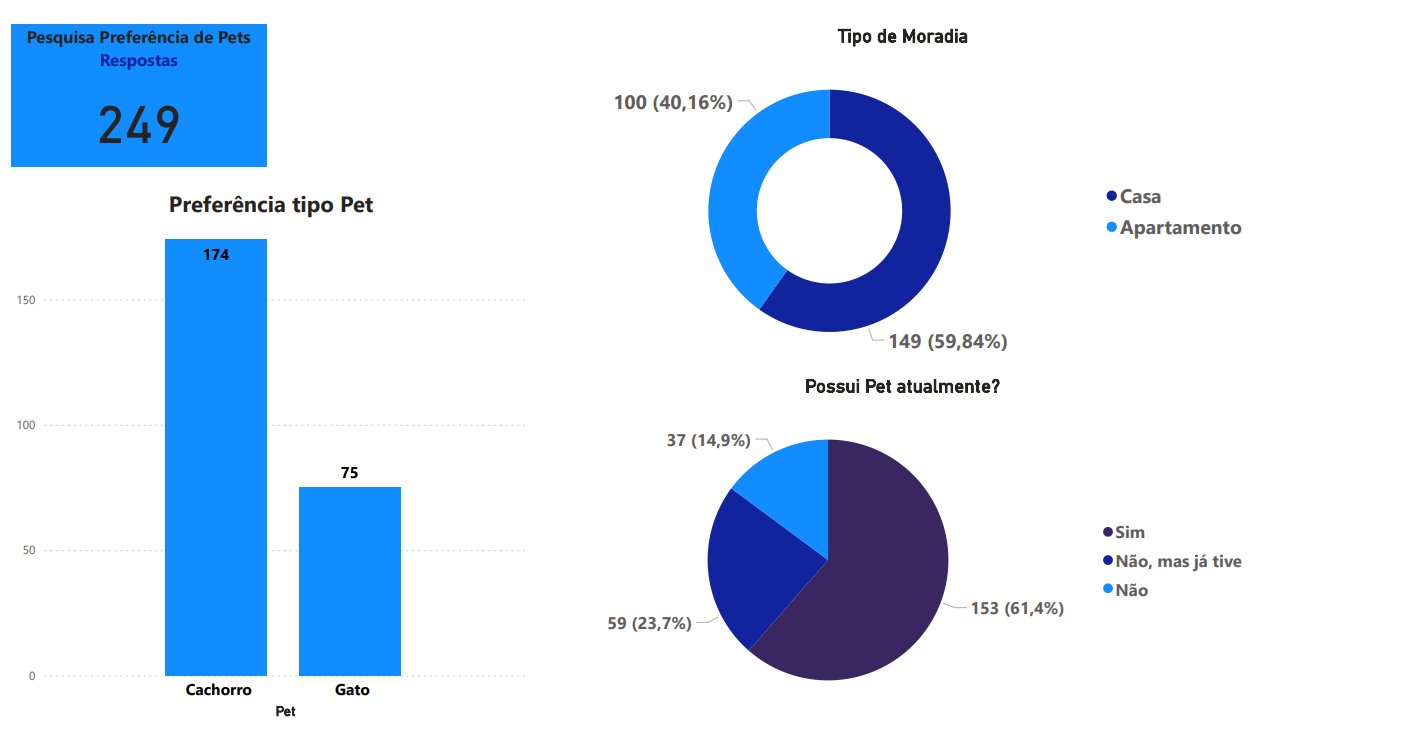 Pesquisa Preferência de Pets
Respostas
249
Preferência tipo Pet
174
150
100
75
50
0
Cachorro
Gato
Pet
Tipo de Moradia
100 (40,16%)
149 (59,84%)
Casa
Apartamento
Possui Pet atualmente?
37 (14,9%)
59 (23,7%)
153 (61,4%)
Sim
Não, mas já tive
Não